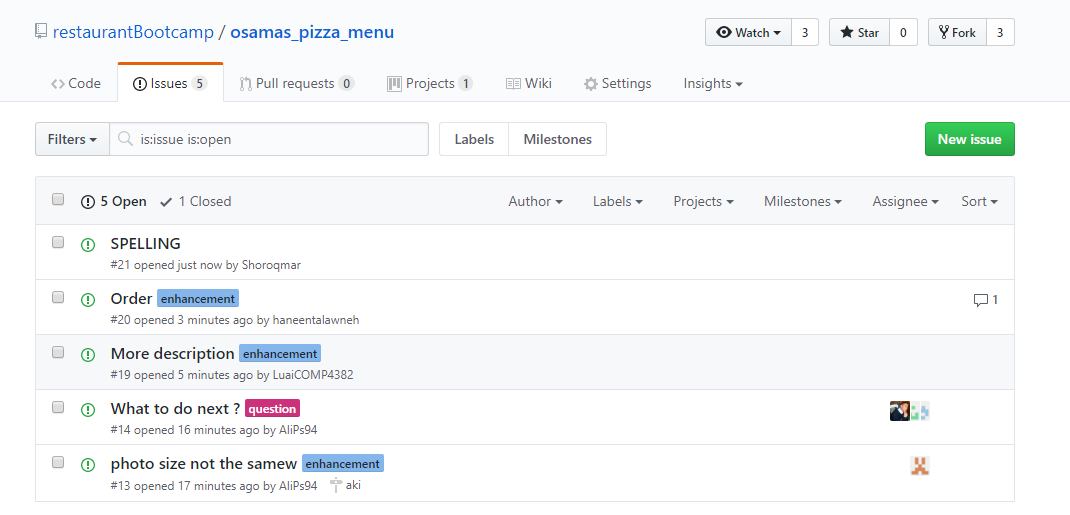 restaurantBootcamp / osamas_pizza_menu Watch 3 Star 0 Fork 3
Code Issues 5 Pull requests 0 Projects 1 Wiki Settings Insights
Filters is:issue is:open Labels Milestones New issue
5 Open 1 Closed Author Labels Projects Milestones Assignee Sort
SPELLING
#21 opened just now by Shoroqmar
Order enhancement 1
#20 opened 3 minutes ago by haneentalawneh
More description enhancement
#19 opened 5 minutes ago by LuaiCOMP4382
What to do next ? question
#14 opened 16 minutes ago by AliPs94
photo size not the samew enhancement
#13 opened 17 minutes ago by AliPs94 aki